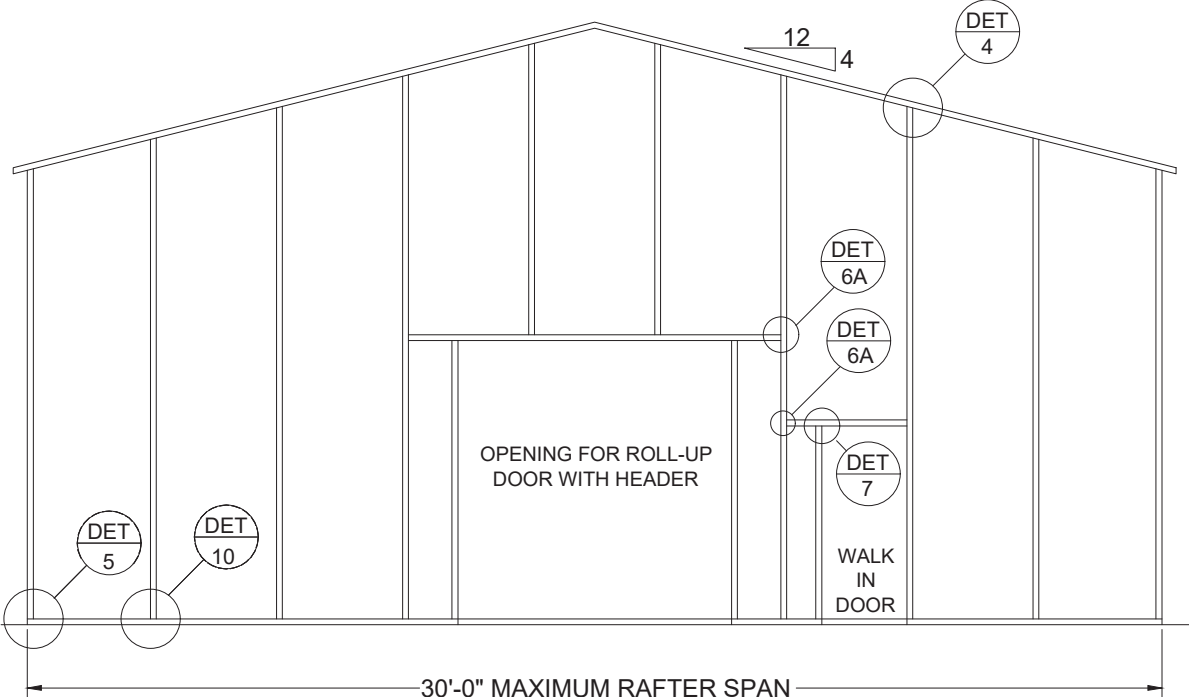 12
4
DET
4
DET
6A
DET
6A
OPENING FOR ROLL-UP
DOOR WITH HEADER
DET
7
DET
5
DET
10
WALK
IN
DOOR
30'-0" MAXIMUM RAFTER SPAN